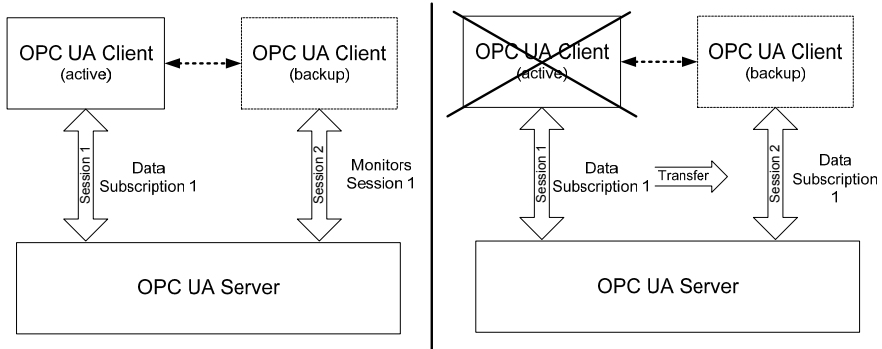 OPC UA Client
(active)
OPC UA Client
(backup)
Session 1
Data
Subscription 1
Session 2
Monitors
Session 1
OPC UA Server
OPC UA Client
(active)
OPC UA Client
(backup)
Session 1
Data
Subscription 1
Transfer
Session 2
Data
Subscription
1
OPC UA Server